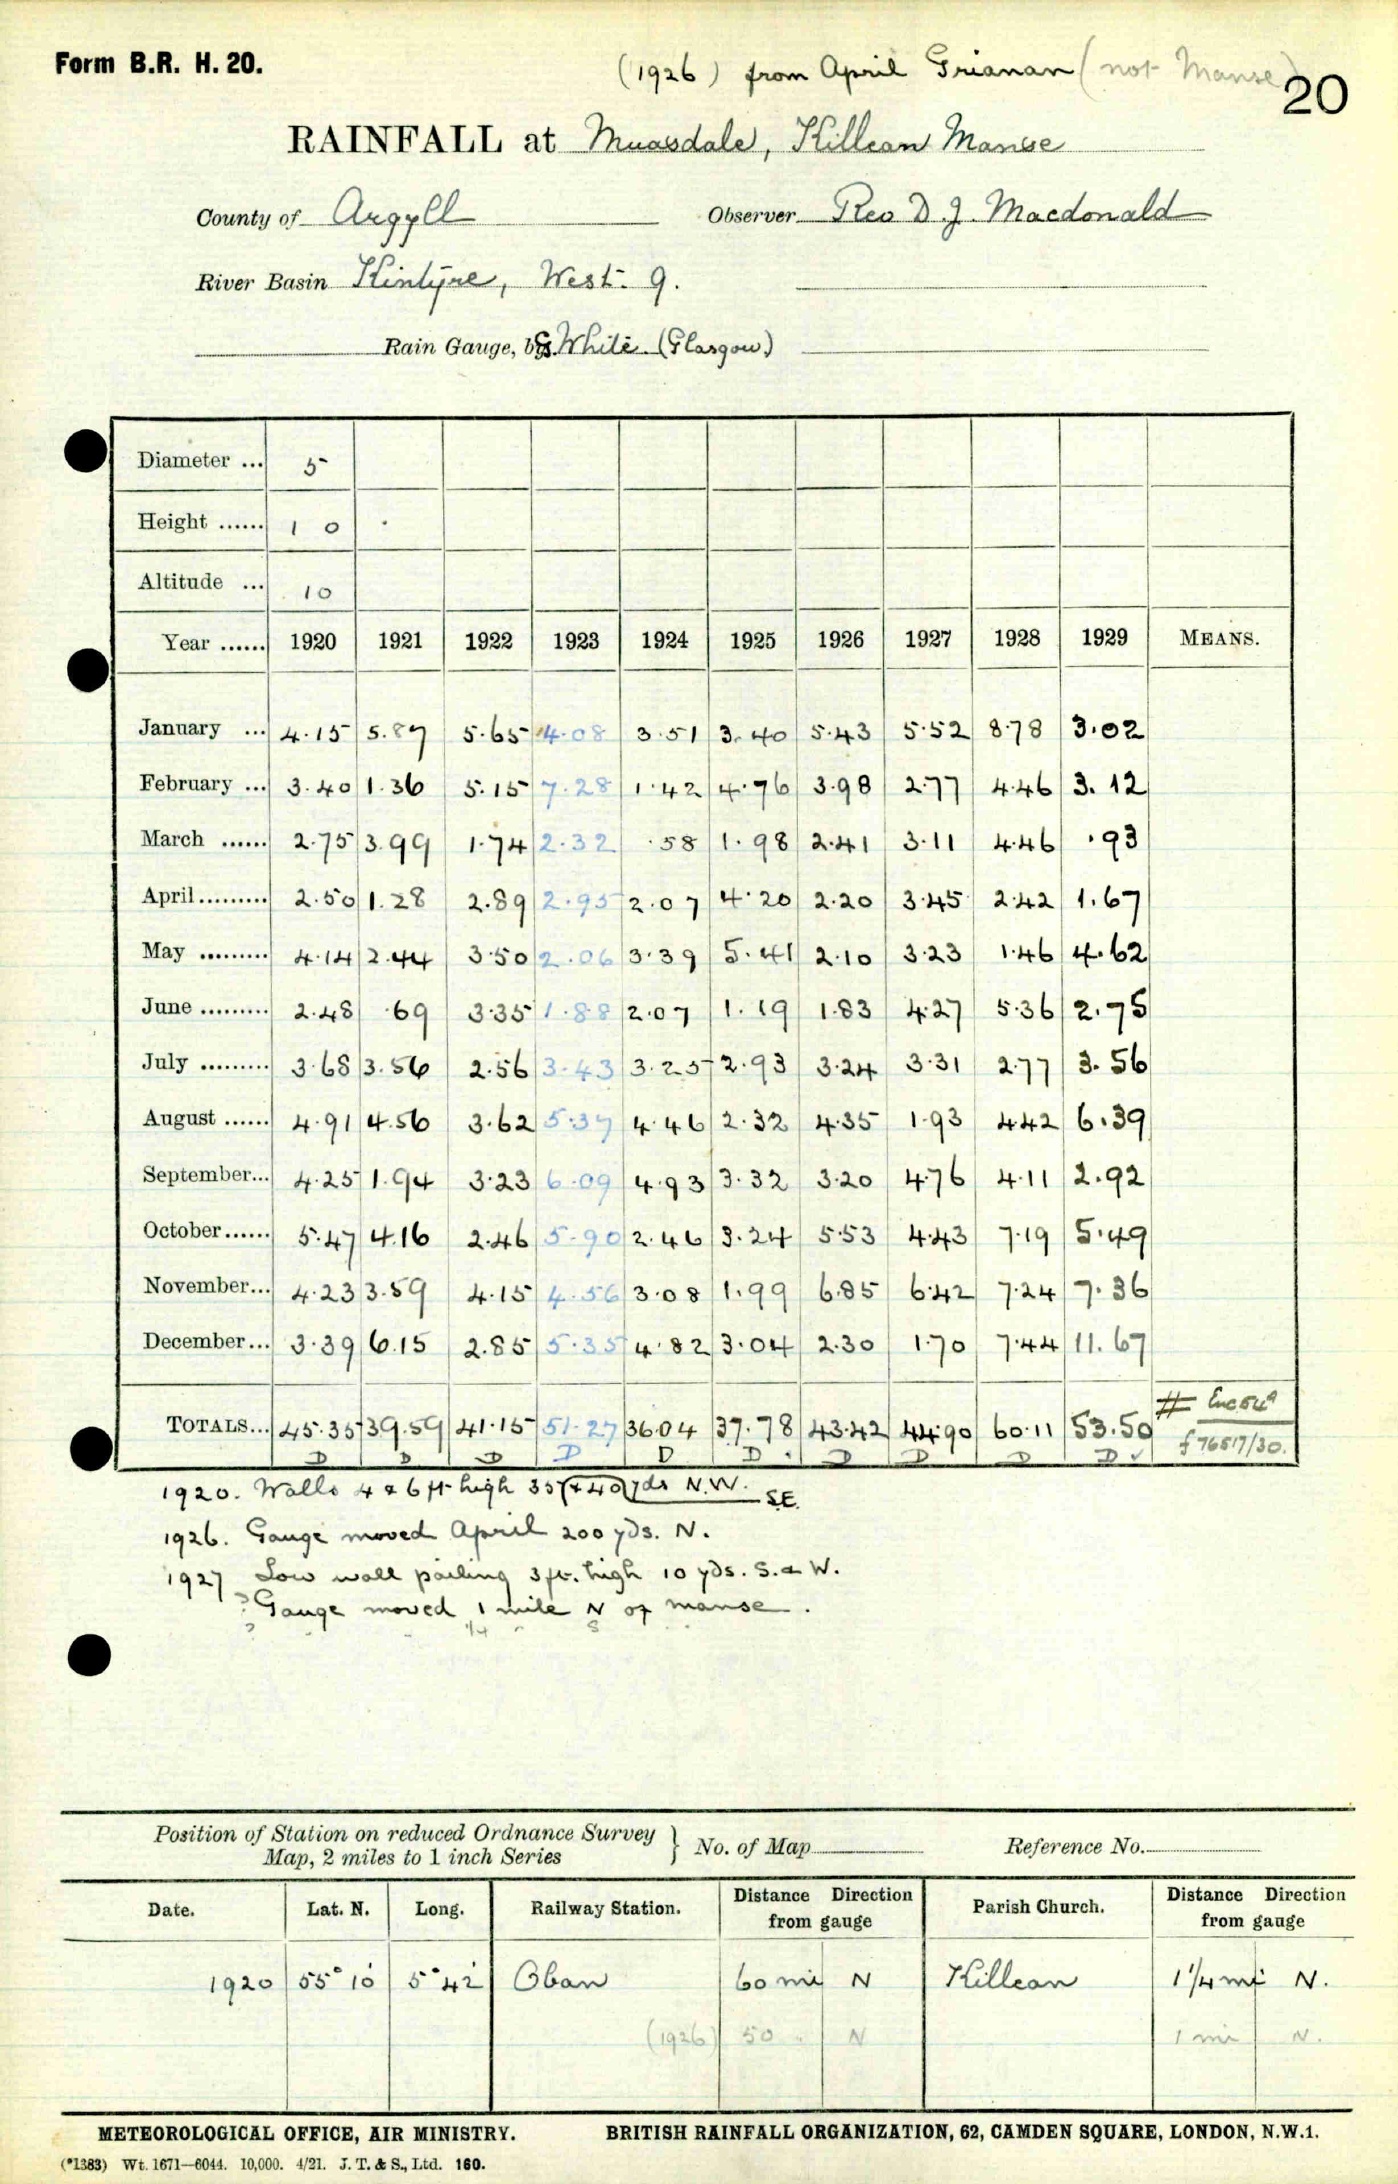 Form B.R. H. 20.
(1926) from April Grianan (not Manse)
20
RAINFALL at Muasdale, Killean Manse
County of Argyll Observer Rev D. J. Macdonald
River Basin Kintyre, West. 9.
Rain Gauge, by G. White (Glasgow)
Diameter ... 5
Height ...... 1 0
Altitude ... 10
Year ...... 1920 1921 1922 1923 1924 1925 1926 1927 1928 1929 MEANS.
January ... 4.15 5.87 5.65 4.08 3.51 3.40 5.43 5.52 8.78 3.02
February ... 3.40 1.36 5.15 7.28 1.42 4.76 3.98 2.77 4.46 3.12
March ...... 2.75 3.99 1.74 2.32 .58 1.98 2.41 3.11 4.46 .93
April......... 2.50 1.28 2.89 2.95 2.07 4.20 2.20 3.45 2.42 1.67
May ......... 4.14 2.44 3.50 2.06 3.39 5.41 2.10 3.23 1.46 4.62
June ......... 2.48 .69 3.35 1.88 2.07 1.19 1.83 4.27 5.36 2.75
July ......... 3.68 3.56 2.56 3.43 3.25 2.93 3.24 3.31 2.77 3.56
August ...... 4.91 4.56 3.62 5.37 4.46 2.32 4.35 1.93 4.42 6.39
September... 4.25 1.94 3.23 6.09 4.93 3.32 3.20 4.76 4.11 2.92
October...... 5.47 4.16 2.46 5.90 2.46 3.24 5.53 4.43 7.19 5.49
November... 4.23 3.59 4.15 4.56 3.08 1.99 6.85 6.42 7.24 7.36
December... 3.39 6.15 2.85 5.35 4.82 3.04 2.30 1.70 7.44 11.67
TOTALS... 45.35 39.59 41.15 51.27 36.04 37.78 43.42 44.90 60.11 53.50
D D D D D D D D D D ✓
f 76517/30.
1920. Walls 4 & 6 ft high 35 (& 40) yds N.W. S.E.
1926. Gauge moved April 200 yds. N.
1927 Low wall paling 3 ft. high 10 yds. S. & W.
? Gauge moved 1 mile N of manse.
? 1/4 S
Position of Station on reduced Ordnance Survey
Map, 2 miles to 1 inch Series } No. of Map Reference No.
Date. Lat. N. Long. Railway Station. Distance Direction from gauge Parish Church. Distance Direction from gauge
1920 55° 10' 5° 42' Oban 60 mi N Killean 1 1/4 mi N.
(1926) 50 " N 1 mi N.
METEOROLOGICAL OFFICE, AIR MINISTRY. BRITISH RAINFALL ORGANIZATION, 62, CAMDEN SQUARE, LONDON, N.W.1.
(*1383) Wt. 1671—6044. 10,000. 4/21. J. T. & S., Ltd. 160.